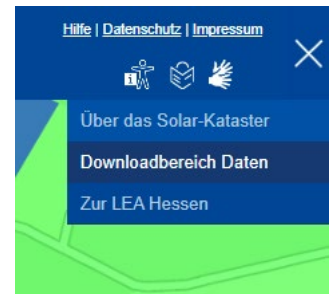 Hilfe | Datenschutz | Impressum
Über das Solar-Kataster
Downloadbereich Daten
Zur LEA Hessen